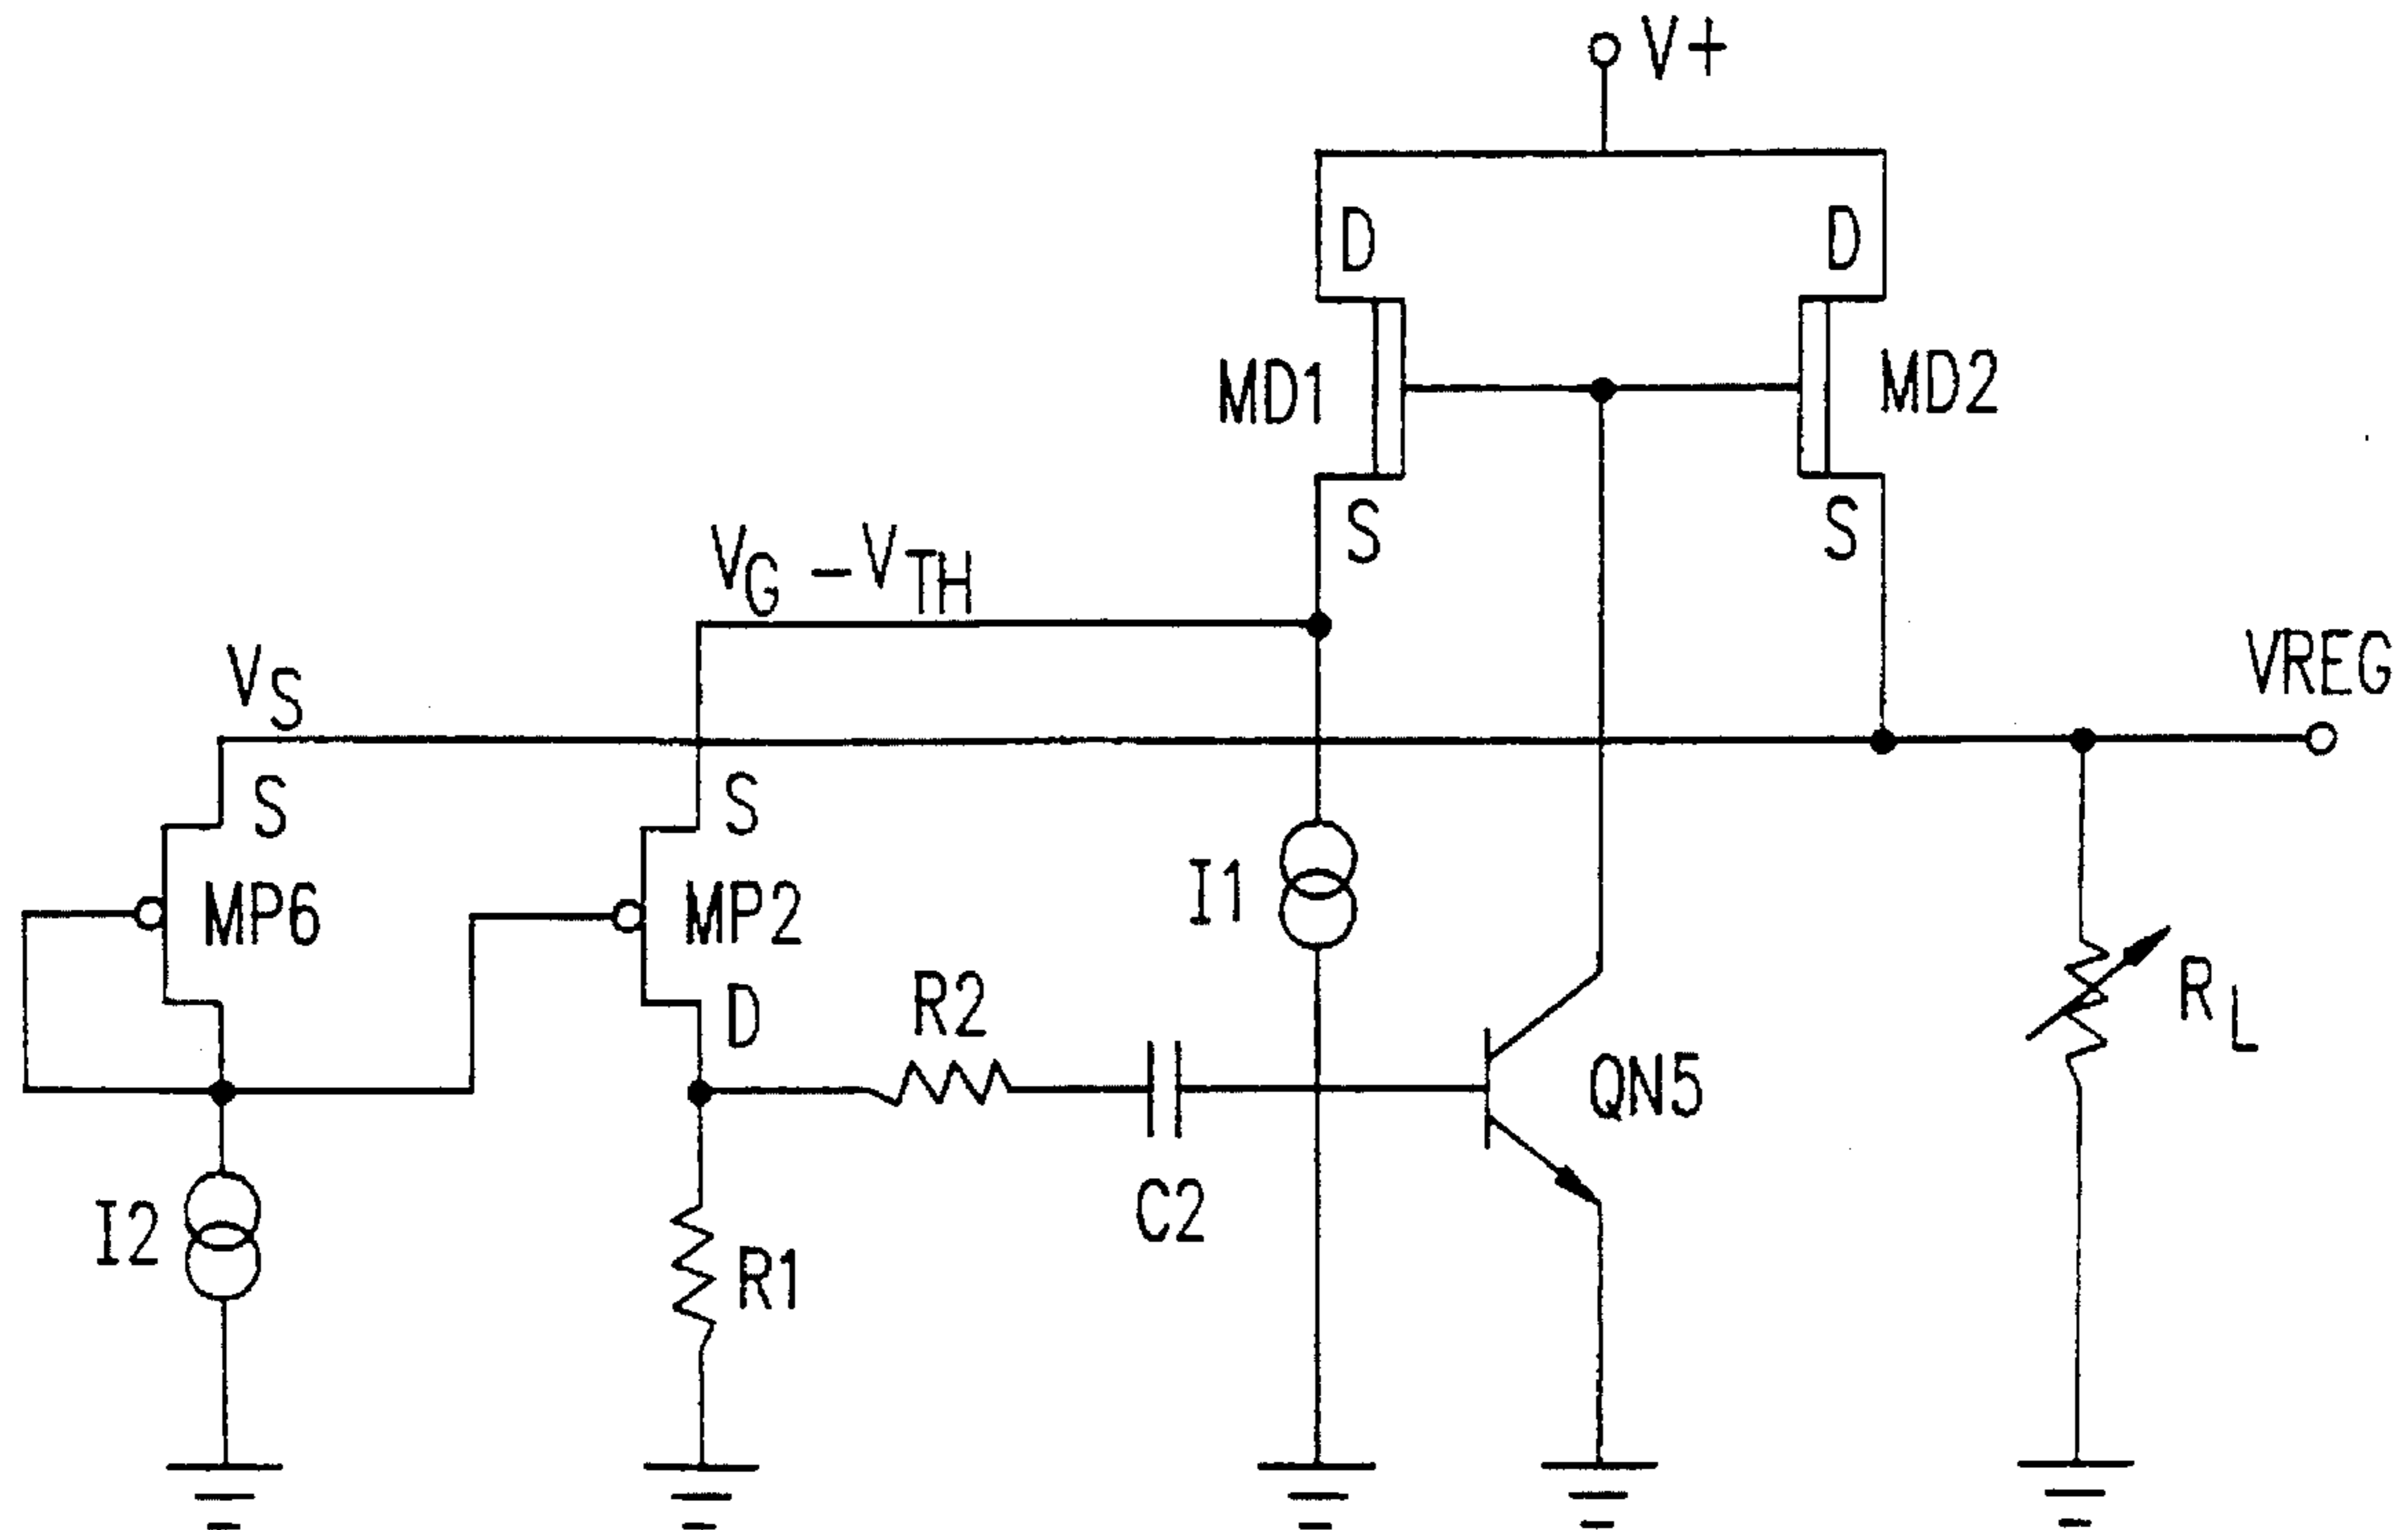 V+
D
D
MD1
MD2
S
S
VG -VTH
VS
VREG
S
S
MP6
MP2
I1
D
R2
RL
QN5
C2
I2
R1